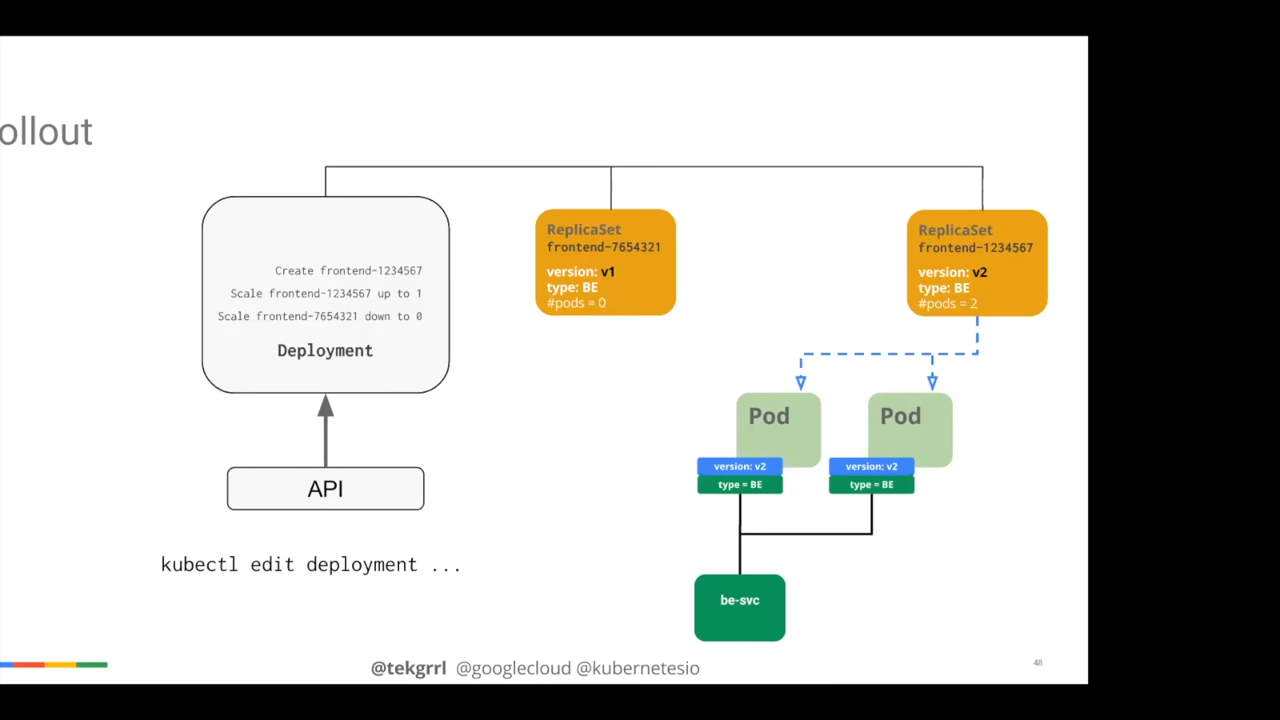 ollout
Create frontend-1234567
Scale frontend-1234567 up to 1
Scale frontend-7654321 down to 0
Deployment
API
kubectl edit deployment ...
ReplicaSet
frontend-7654321
version: v1
type: BE
#pods = 0
ReplicaSet
frontend-1234567
version: v2
type: BE
#pods = 2
Pod
version: v2
type = BE
Pod
version: v2
type = BE
be-svc
@tekgrrl @googlecloud @kubernetesio
48